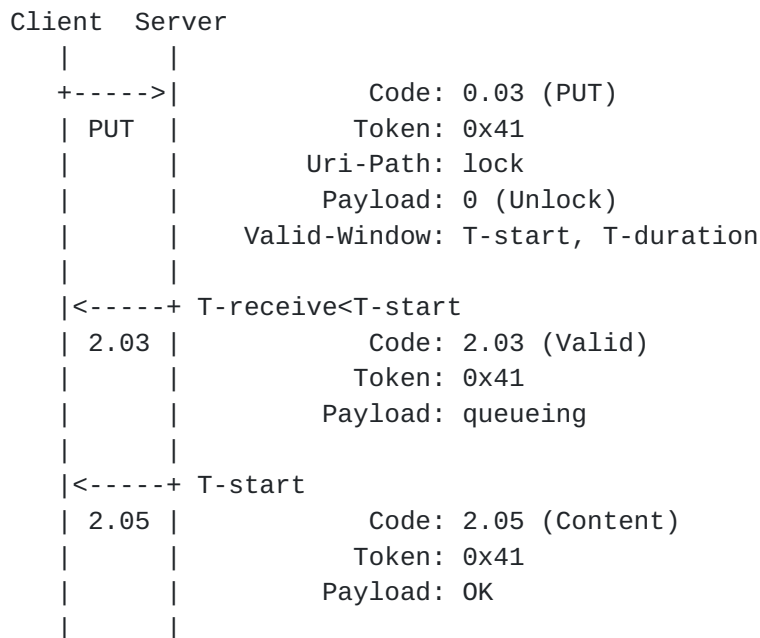 Client  Server
   |      |
   +----->|            Code: 0.03 (PUT)
   | PUT  |           Token: 0x41
   |      |        Uri-Path: lock
   |      |         Payload: 0 (Unlock)
   |      |    Valid-Window: T-start, T-duration
   |      |
   |<-----+ T-receive<T-start
   | 2.03 |            Code: 2.03 (Valid)
   |      |           Token: 0x41
   |      |         Payload: queueing
   |      |
   |<-----+ T-start
   | 2.05 |            Code: 2.05 (Content)
   |      |           Token: 0x41
   |      |         Payload: OK
   |      |